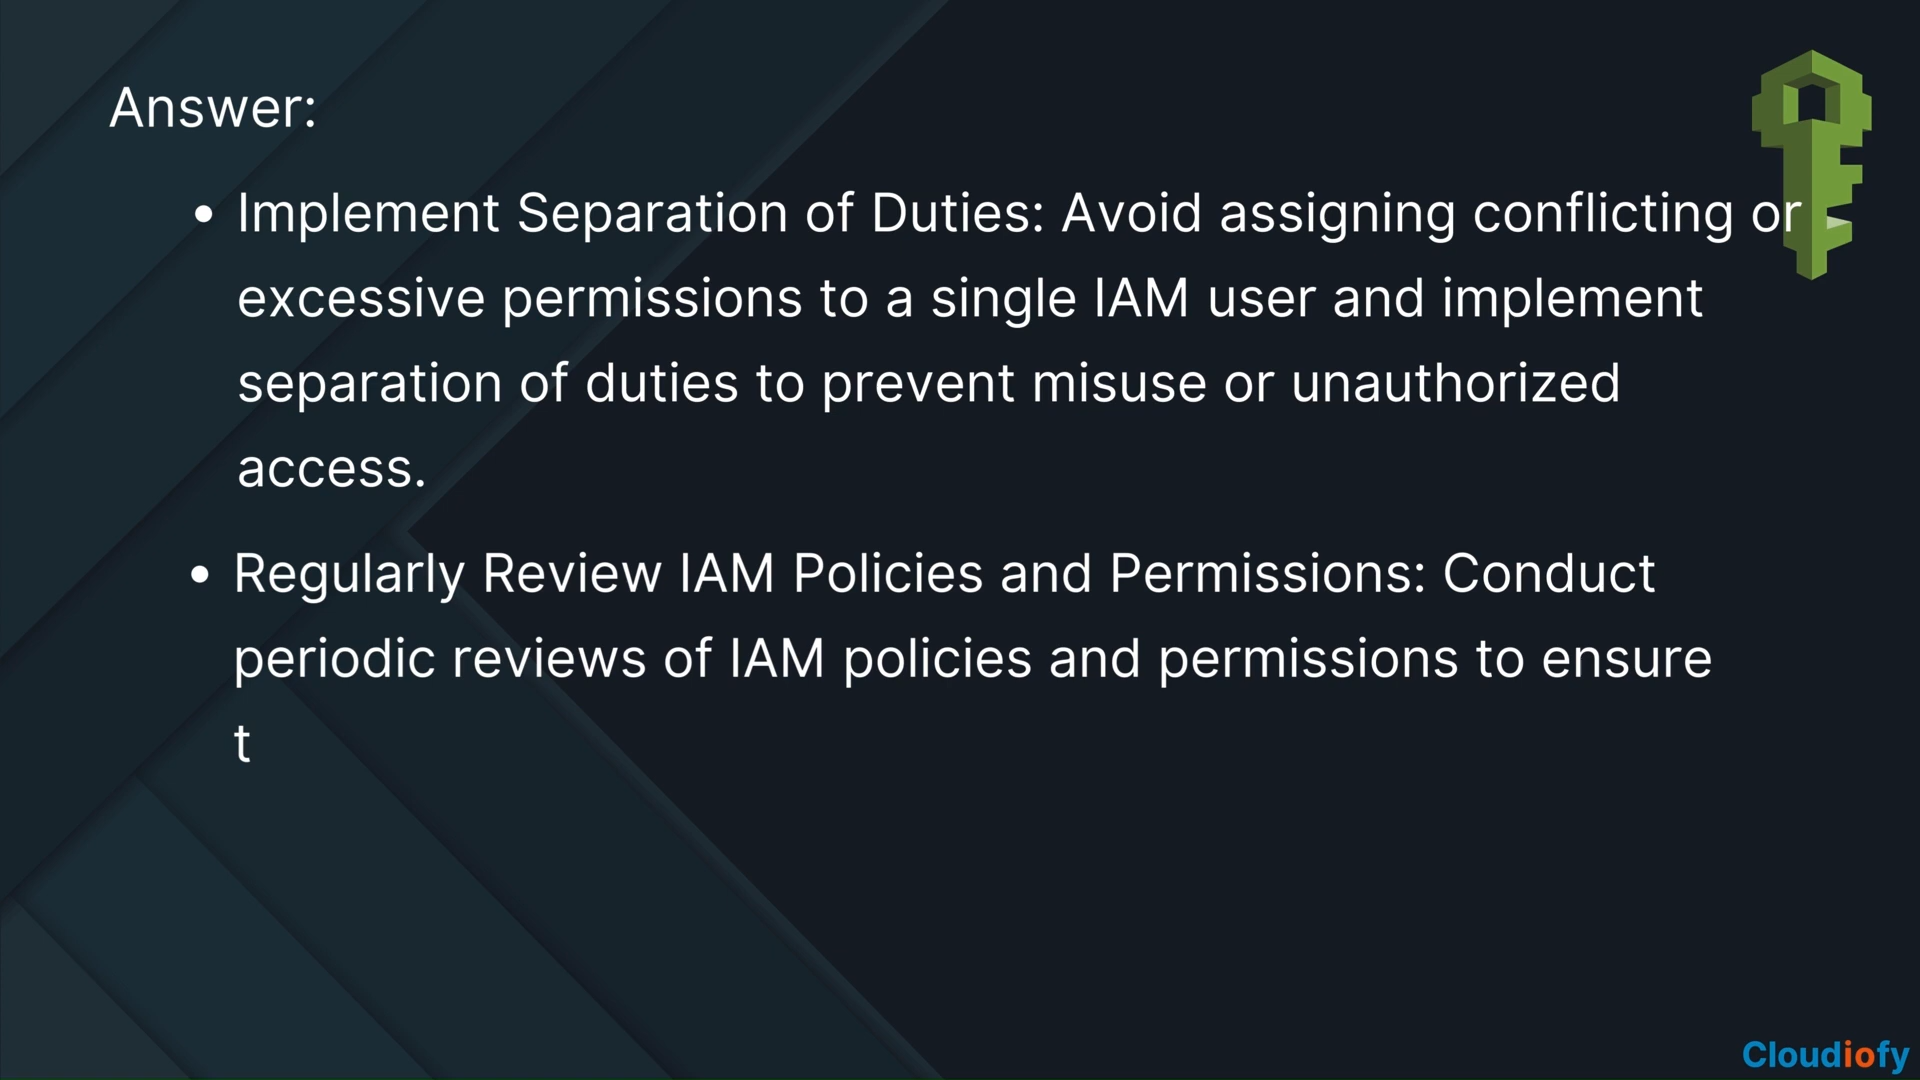 Answer:
• Implement Separation of Duties: Avoid assigning conflicting or
excessive permissions to a single IAM user and implement
separation of duties to prevent misuse or unauthorized
access.
• Regularly Review IAM Policies and Permissions: Conduct
periodic reviews of IAM policies and permissions to ensure
t
Cloudiofy